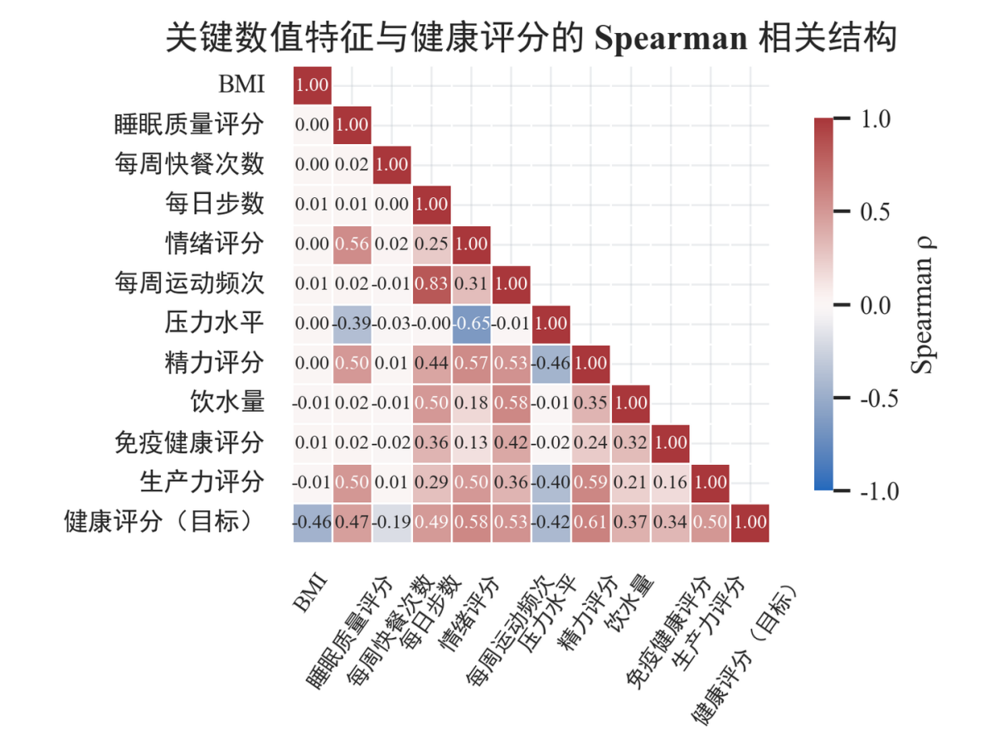 关键数值特征与健康评分的 Spearman 相关结构
BMI 1.00
睡眠质量评分 0.00 1.00
每周快餐次数 0.00 0.02 1.00
每日步数 0.01 0.01 0.00 1.00
情绪评分 0.00 0.56 0.02 0.25 1.00
每周运动频次 0.01 0.02 -0.01 0.83 0.31 1.00
压力水平 0.00 -0.39 -0.03 -0.00 -0.65 -0.01 1.00
精力评分 0.00 0.50 0.01 0.44 0.57 0.53 -0.46 1.00
饮水量 -0.01 0.02 -0.01 0.50 0.18 0.58 -0.01 0.35 1.00
免疫健康评分 0.01 0.02 -0.02 0.36 0.13 0.42 -0.02 0.24 0.32 1.00
生产力评分 -0.01 0.50 0.01 0.29 0.50 0.36 -0.40 0.59 0.21 0.16 1.00
健康评分（目标） -0.46 0.47 -0.19 0.49 0.58 0.53 -0.42 0.61 0.37 0.34 0.50 1.00
BMI
睡眠质量评分
每周快餐次数
每日步数
情绪评分
每周运动频次
压力水平
精力评分
饮水量
免疫健康评分
生产力评分
健康评分（目标）
1.0
0.5
0.0
-0.5
-1.0
Spearman ρ